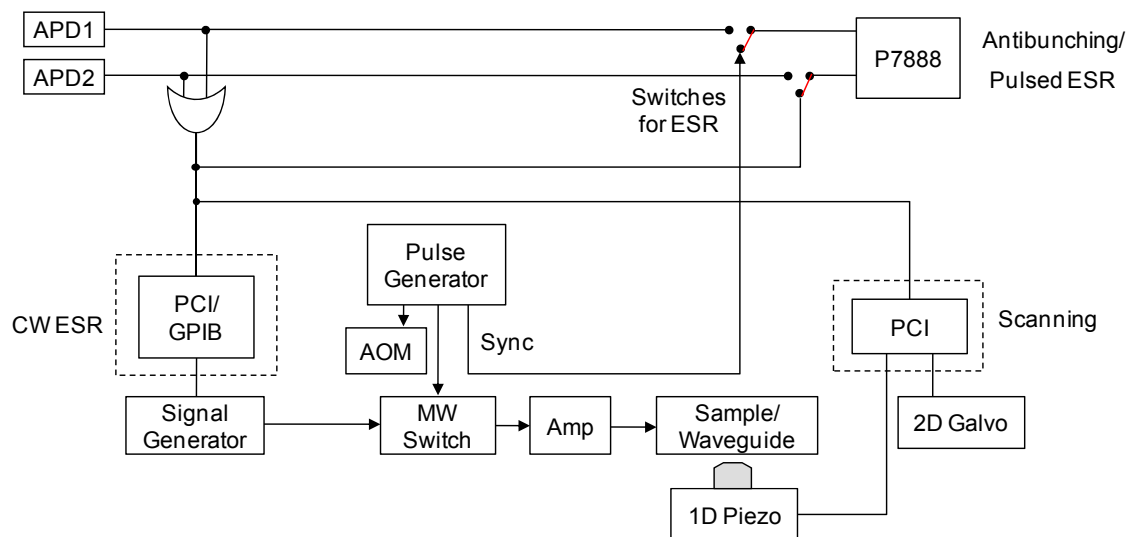 APD1
APD2
P7888
Antibunching/
Pulsed ESR
Switches
for ESR
Pulse
Generator
CW ESR
PCI/
GPIB
AOM
Sync
PCI
Scanning
Signal
Generator
MW
Switch
Amp
Sample/
Waveguide
2D Galvo
1D Piezo